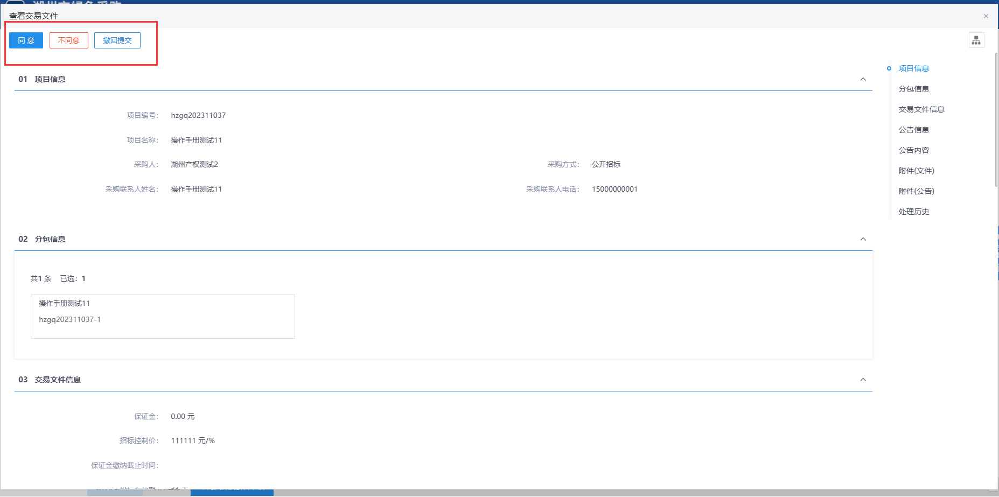 查看交易文件
同 意 不同意 撤回提交
项目信息
分包信息
交易文件信息
公告信息
公告内容
附件(文件)
附件(公告)
处理历史
01 项目信息
项目编号： hzgq202311037
项目名称： 操作手册测试11
采购人： 湖州产权测试2 采购方式： 公开招标
采购联系人姓名： 操作手册测试11 采购联系人电话： 15000000001
02 分包信息
共1 条 已选：1
操作手册测试11
hzgq202311037-1
03 交易文件信息
保证金： 0.00 元
招标控制价： 111111 元/%
保证金缴纳截止时间：